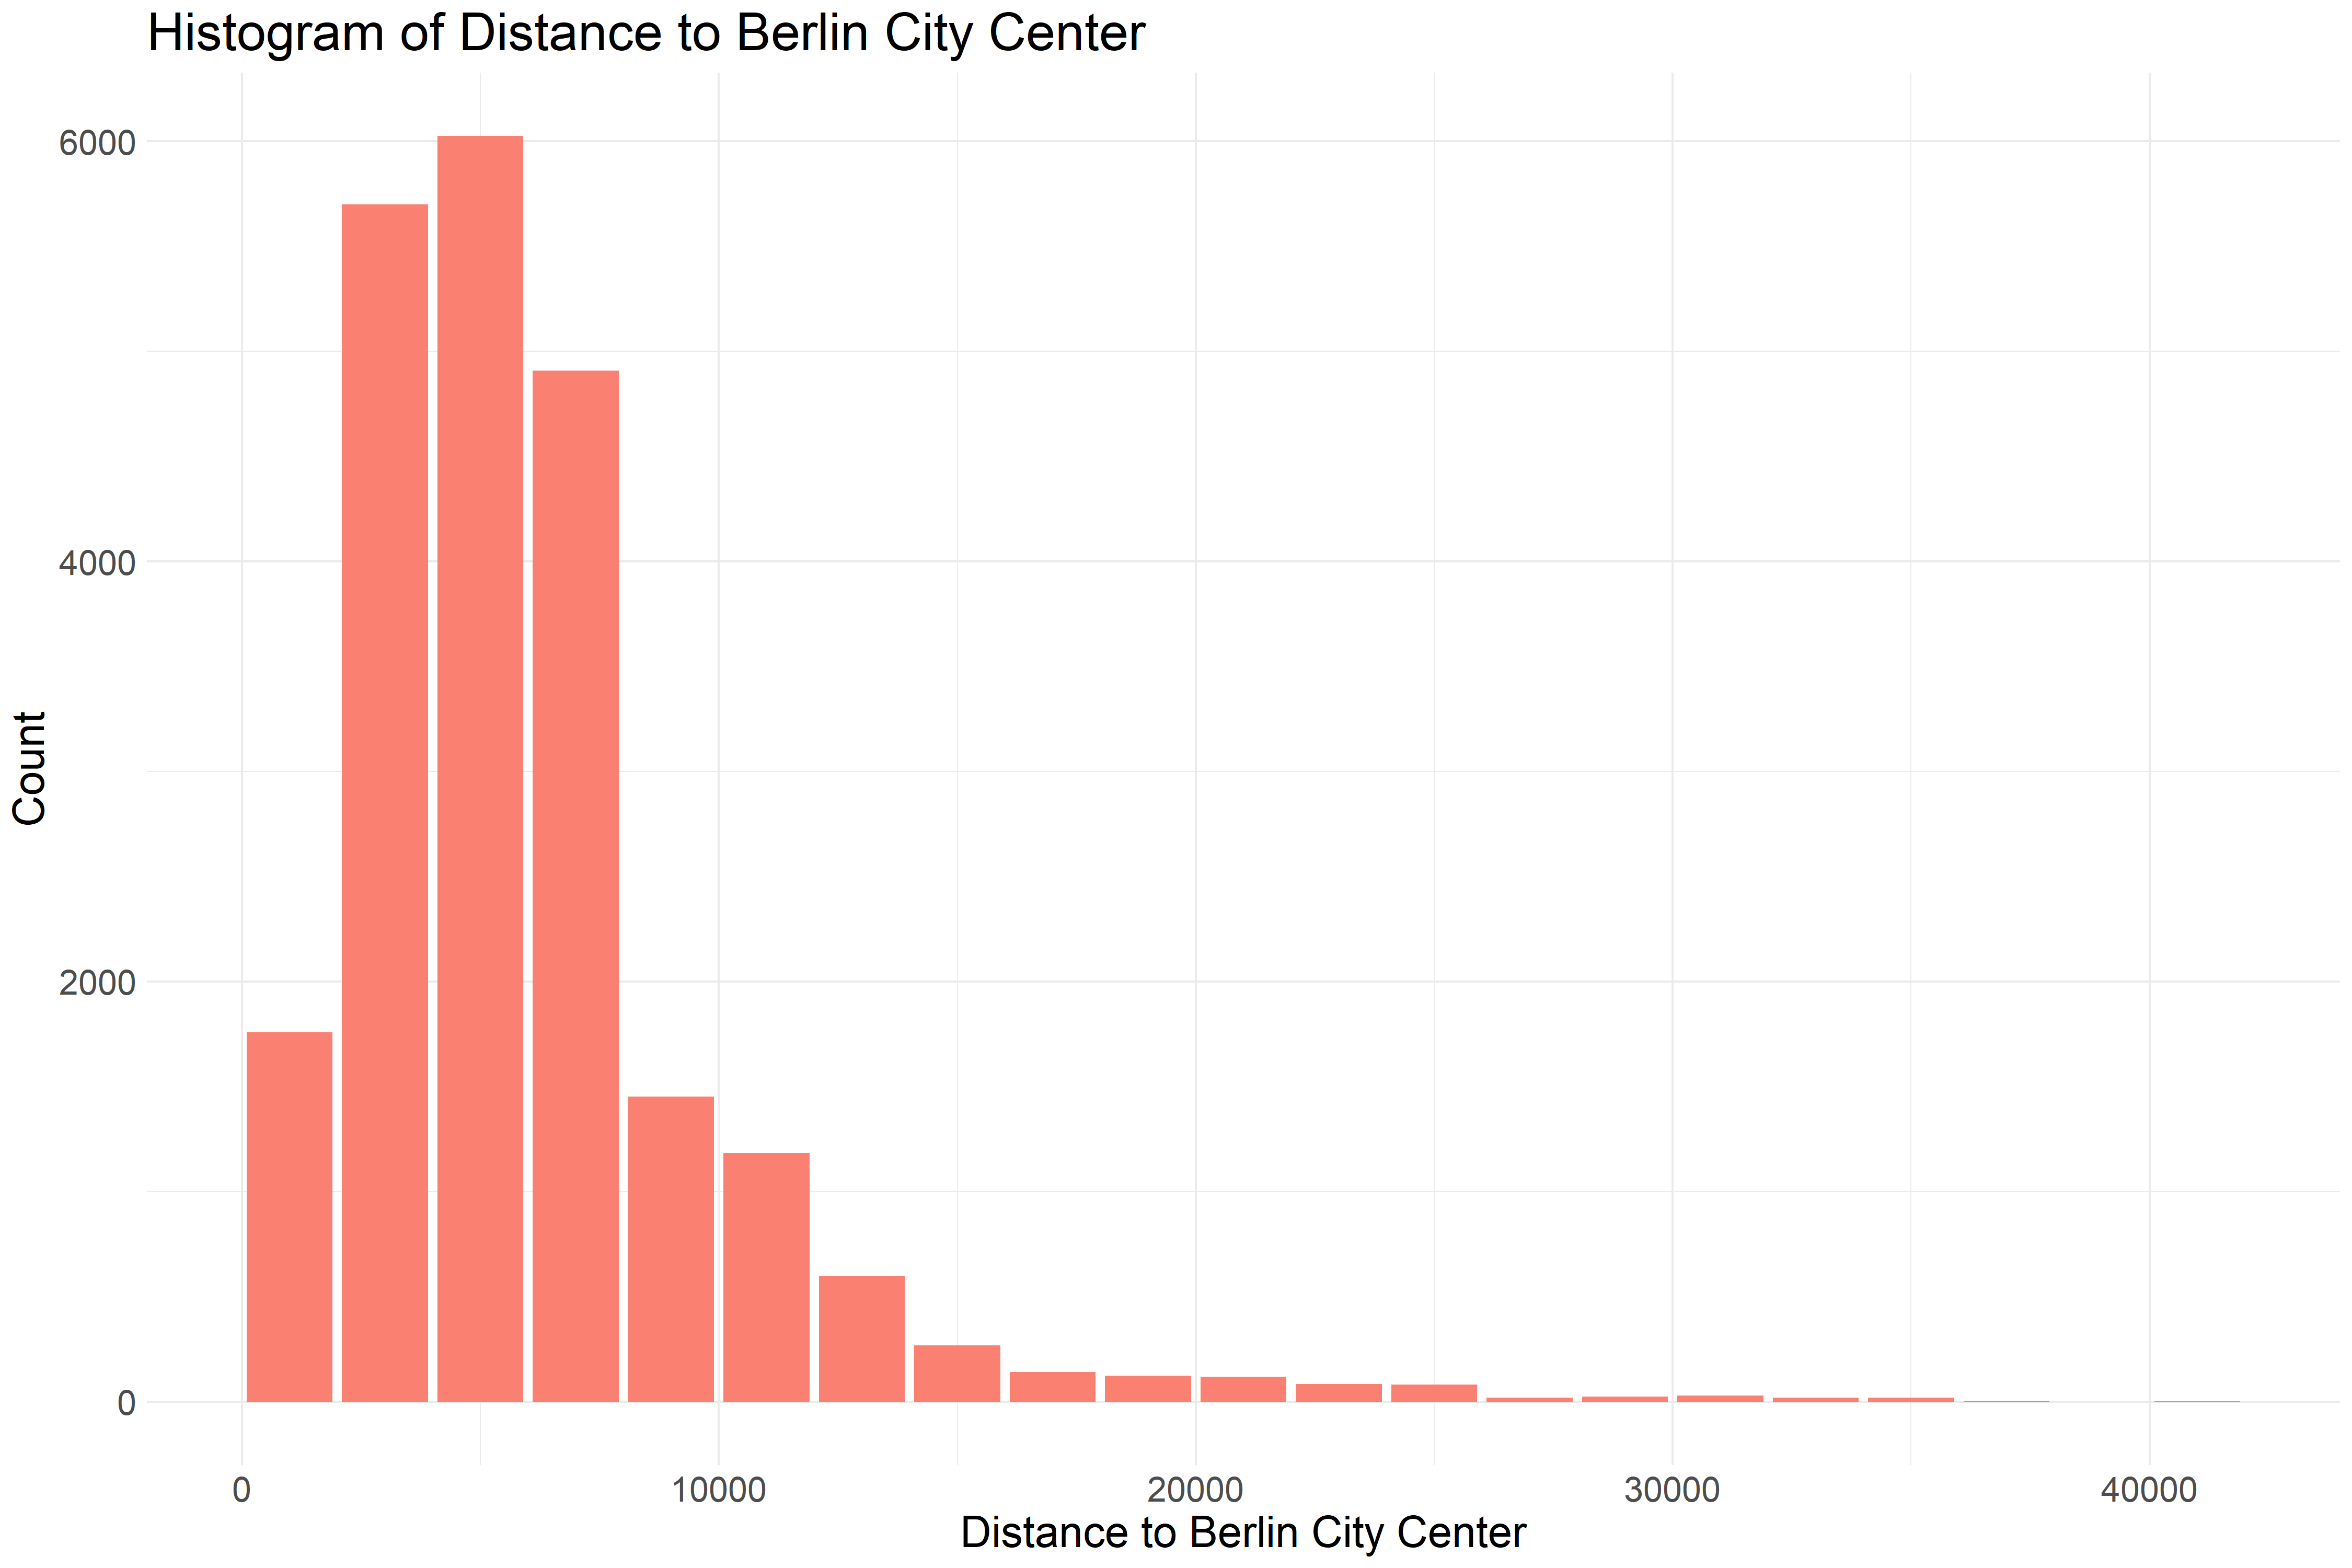 Histogram of Distance to Berlin City Center
Count
6000
4000
2000
0
0 10000 20000 30000 40000
Distance to Berlin City Center